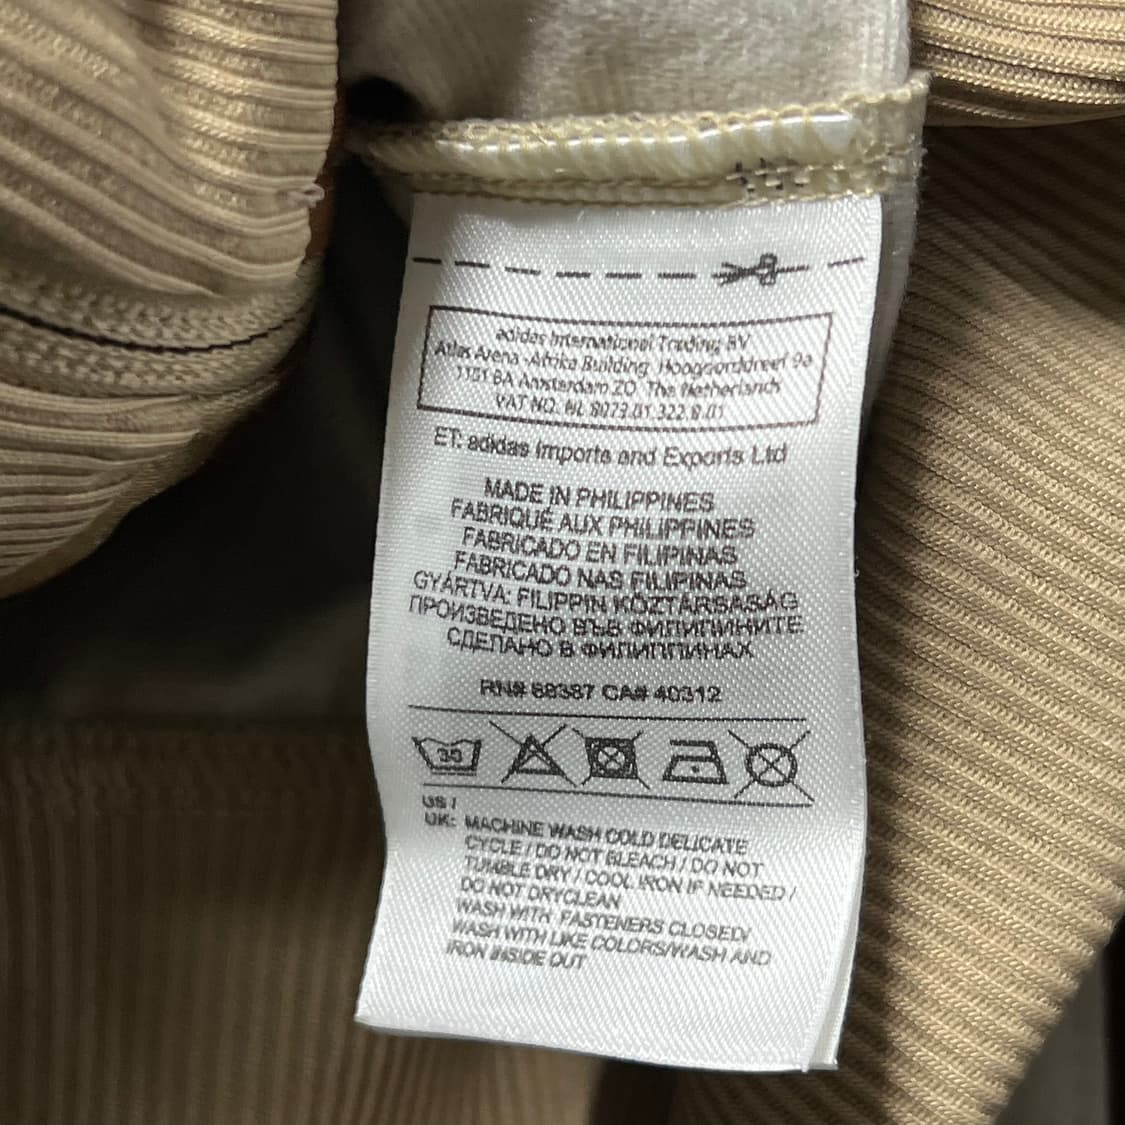 adidas International Trading BV
Atlas Arena -Africa Building, Hoogoorddreef 9a
1101 BA Amsterdam ZO The Netherlands
VAT NO. NL 8073.01.322.B.01
ET: adidas Imports and Exports Ltd
MADE IN PHILIPPINES
FABRIQUÉ AUX PHILIPPINES
FABRICADO EN FILIPINAS
FABRICADO NAS FILIPINAS
GYÁRTVA: FILIPPIN KÖZTÁRSASÁG
ПРОИЗВЕДЕНО ВЪВ ФИЛИПИНИТЕ
СДЕЛАНО В ФИЛИППИНАХ
RN# 88387 CA# 40312
30
US /
UK: MACHINE WASH COLD DELICATE
CYCLE / DO NOT BLEACH / DO NOT
TUMBLE DRY / COOL IRON IF NEEDED /
DO NOT DRYCLEAN
WASH WITH FASTENERS CLOSED/
WASH WITH LIKE COLORS/WASH AND
IRON INSIDE OUT